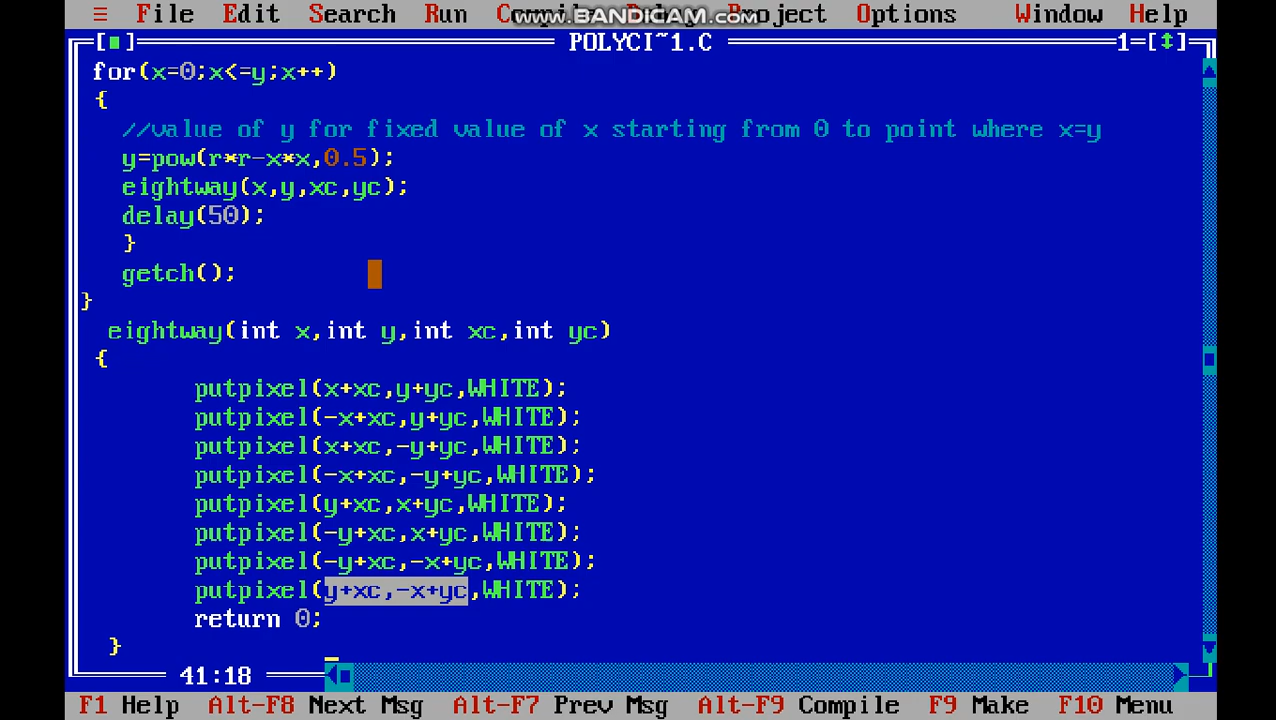 ≡ File Edit Search Run Compile Debug Project Options Window Help
www.BANDICAM.com
[■] POLYCI~1.C 1=[↕]
for(x=0;x<=y;x++)
{
//value of y for fixed value of x starting from 0 to point where x=y
y=pow(r*r-x*x,0.5);
eightway(x,y,xc,yc);
delay(50);
}
getch();
}
eightway(int x,int y,int xc,int yc)
{
putpixel(x+xc,y+yc,WHITE);
putpixel(-x+xc,y+yc,WHITE);
putpixel(x+xc,-y+yc,WHITE);
putpixel(-x+xc,-y+yc,WHITE);
putpixel(y+xc,x+yc,WHITE);
putpixel(-y+xc,x+yc,WHITE);
putpixel(-y+xc,-x+yc,WHITE);
putpixel(y+xc,-x+yc,WHITE);
return 0;
}
41:18
F1 Help Alt-F8 Next Msg Alt-F7 Prev Msg Alt-F9 Compile F9 Make F10 Menu